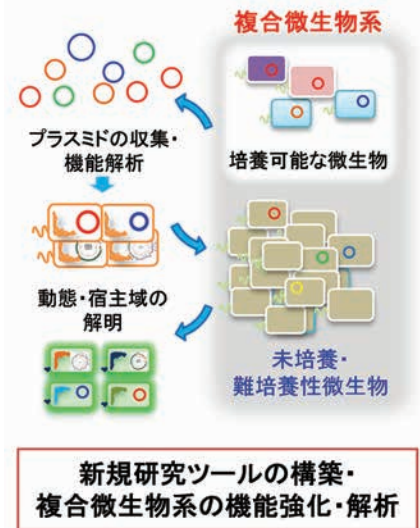 複合微生物系
プラスミドの収集・
機能解析
培養可能な微生物
動態・宿主域の
解明
未培養・
難培養性微生物
新規研究ツールの構築・
複合微生物系の機能強化・解析